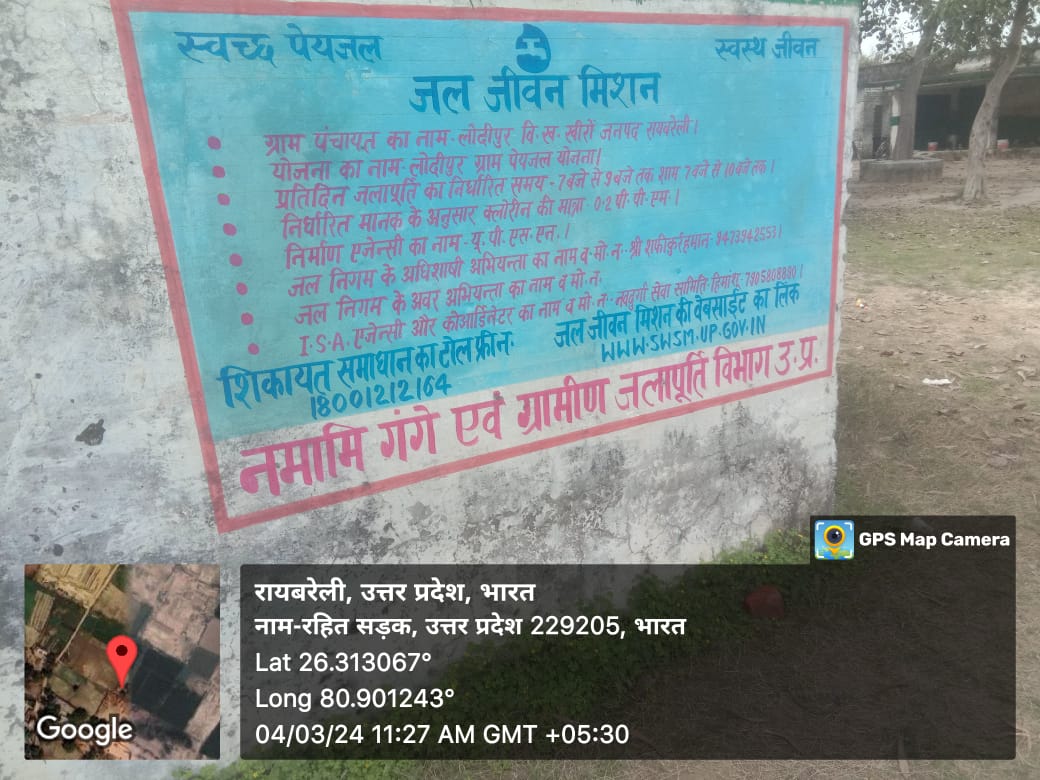 स्वच्छ पेयजल
स्वस्थ जीवन
जल जीवन मिशन
• ग्राम पंचायत का नाम- लोदीपुर वि.ख. खीरों जनपद रायबरेली।
• योजना का नाम- लोदीपुर ग्राम पेयजल योजना।
• प्रतिदिन जलापूर्ति का निर्धारित समय - 7 बजे से 9 बजे तक शाम 7 बजे से 10 बजे तक।
• निर्धारित मानक के अनुसार क्लोरीन की मात्रा 0.2 पी.पी.एम.।
• निर्माण एजेन्सी का नाम - यू.पी.एस.एन.।
• जल निगम के अधिशाषी अभियन्ता का नाम व मो.न. श्री शफीकुर्रहमान- 9473942553।
• जल निगम के अवर अभियन्ता का नाम व मो.न.
• I.S.A. एजेन्सी और कोआर्डिनेटर का नाम व मो.न. नवदुर्गा सेवा समिति, हिमांशू- 7905808880।
शिकायत समाधान का टोल फ्री न.
18001212164
जल जीवन मिशन की वेबसाईट का लिंक
WWW.SWSM.UP.GOV.IN
नमामि गंगे एवं ग्रामीण जलापूर्ति विभाग उ.प्र.
GPS Map Camera
रायबरेली, उत्तर प्रदेश, भारत
नाम-रहित सड़क, उत्तर प्रदेश 229205, भारत
Lat 26.313067°
Long 80.901243°
04/03/24 11:27 AM GMT +05:30
Google